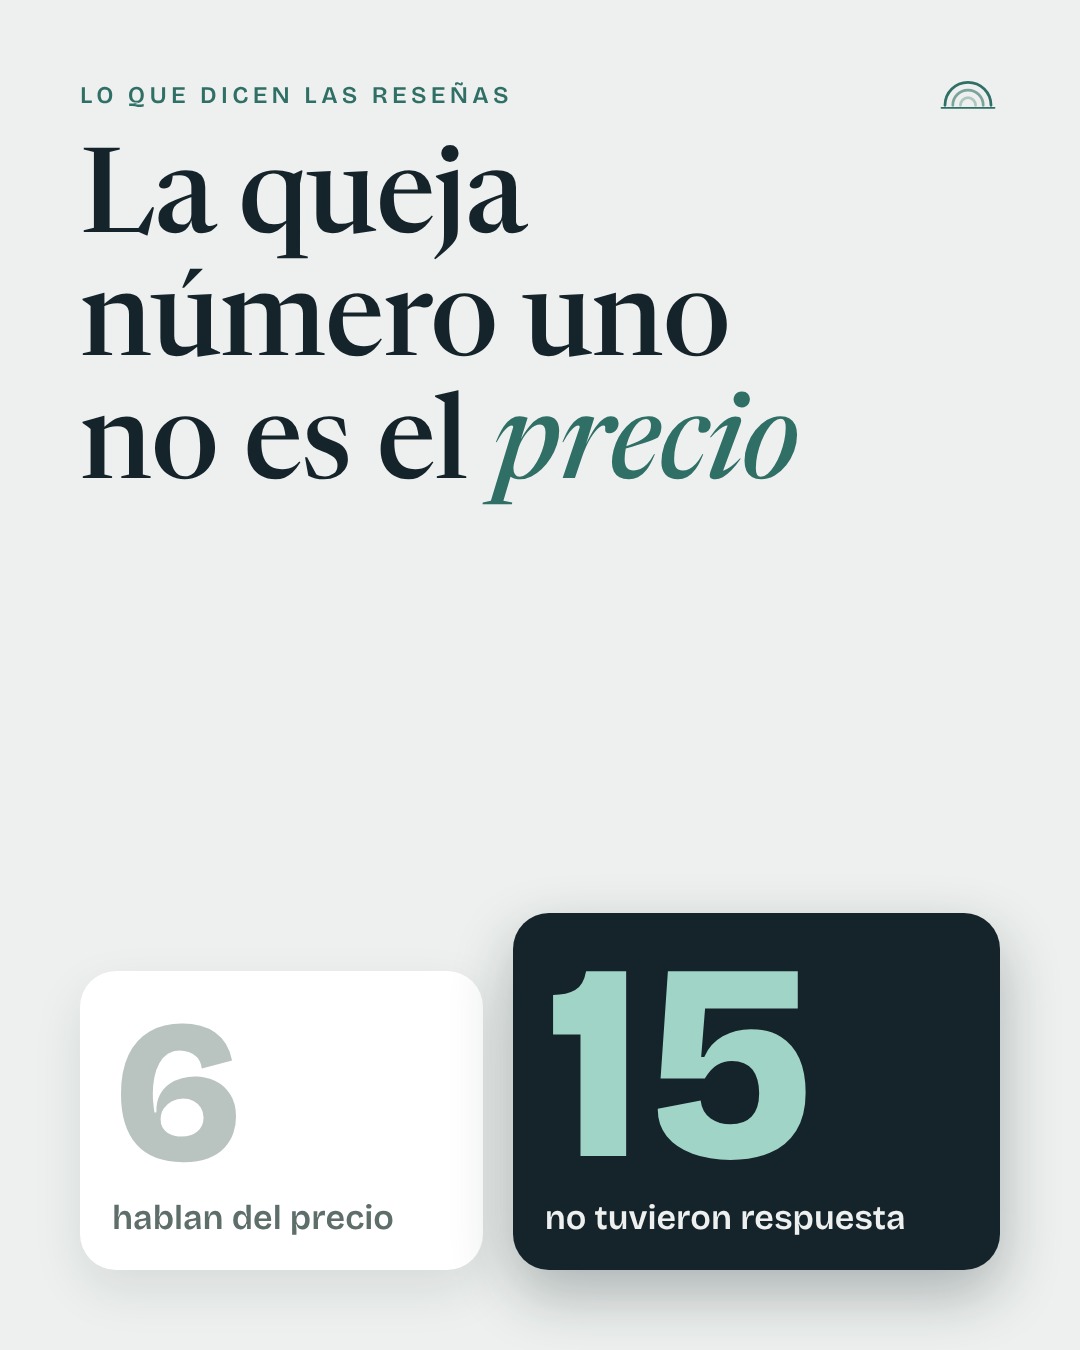 LO QUE DICEN LAS RESEÑAS
La queja
número uno
no es el precio
6
hablan del precio
15
no tuvieron respuesta